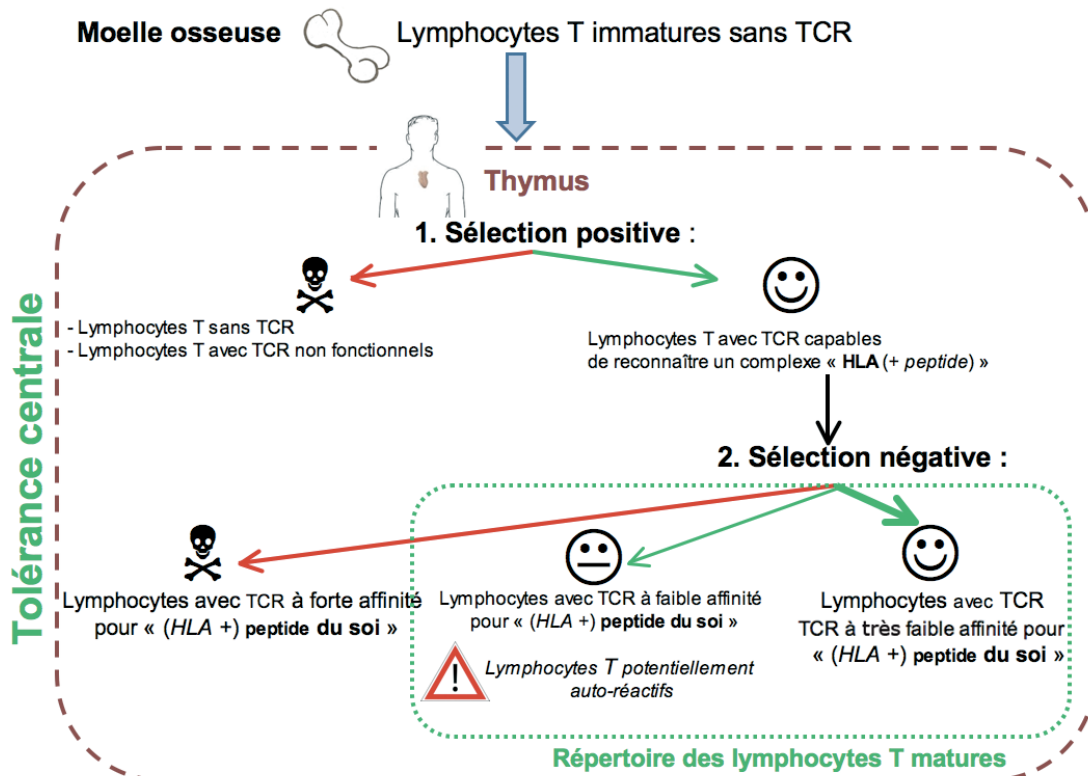 Moelle osseuse
Lymphocytes T immatures sans TCR
Thymus
Tolérance centrale
1. Sélection positive :
- Lymphocytes T sans TCR
- Lymphocytes T avec TCR non fonctionnels
Lymphocytes T avec TCR capables
de reconnaître un complexe « HLA (+ peptide) »
2. Sélection négative :
Lymphocytes avec TCR à forte affinité
pour « (HLA +) peptide du soi »
Lymphocytes avec TCR à faible affinité
pour « (HLA +) peptide du soi »
!
Lymphocytes T potentiellement
auto-réactifs
Lymphocytes avec TCR
TCR à très faible affinité pour
« (HLA +) peptide du soi »
Répertoire des lymphocytes T matures